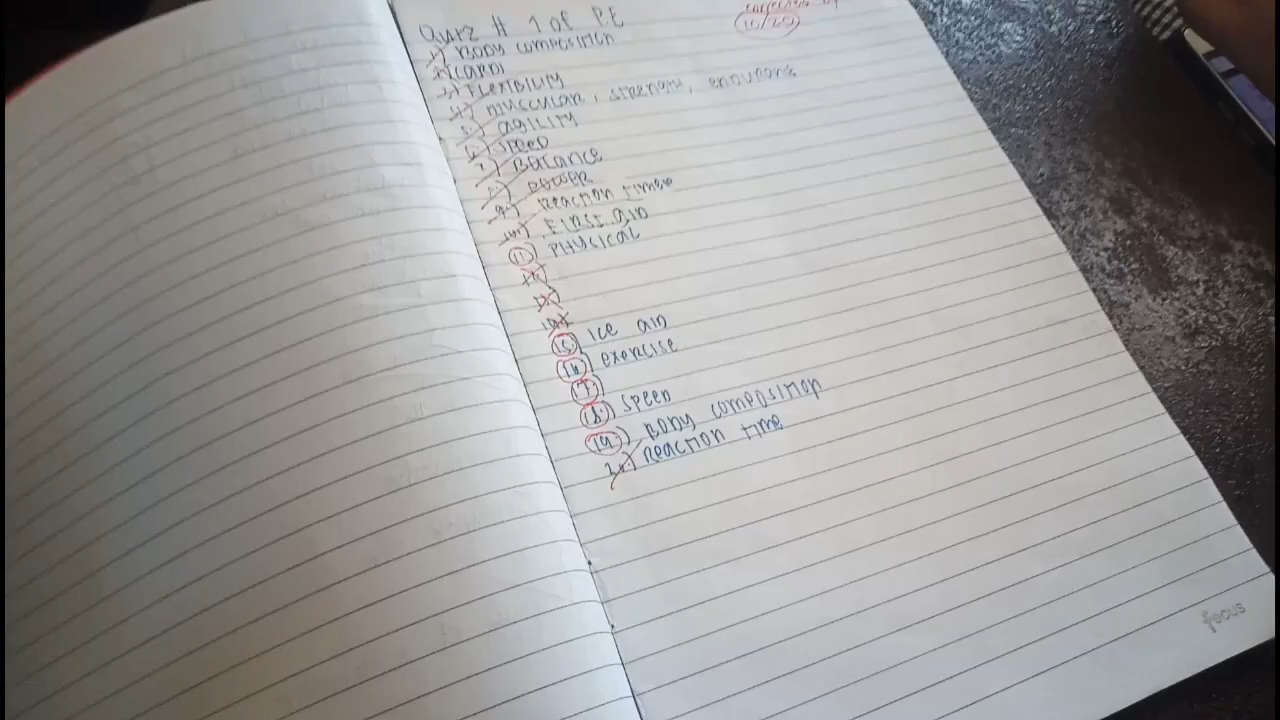 Quiz # 1 of P.E
10/20
1.) BODY COMPOSITION
2.) CARDI
3.) FLEXIBILITY
4.) MUSCULAR, STRENGTH, ENDURANCE
5.) AGILITY
6.) SPEED
7.) BALANCE
8.) POWER
9.) REACTION TIME
10.) FIRST AID
11.) PHYSICAL
12.)
13.)
14.)
15.) ICE AID
16.) EXERCISE
17.)
18.) SPEED
19.) BODY COMPOSITION
20.) REACTION TIME
focus